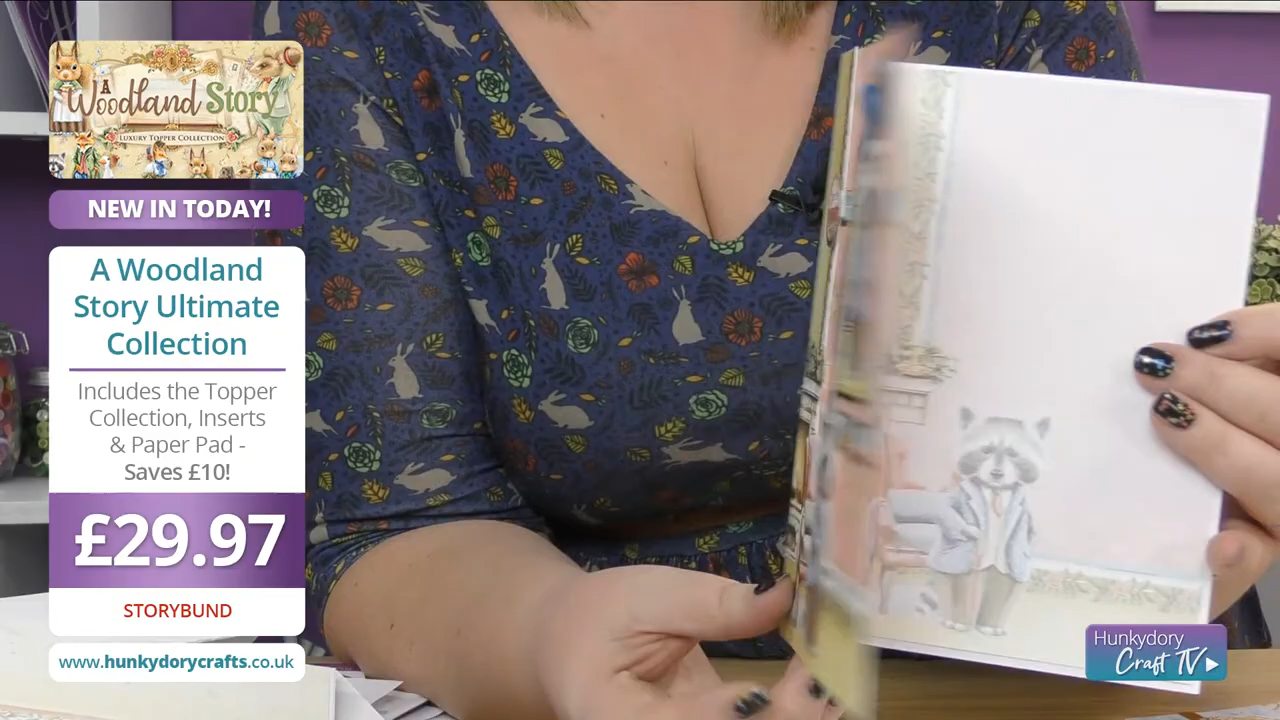 A
Woodland Story
LUXURY TOPPER COLLECTION
NEW IN TODAY!
A Woodland
Story Ultimate
Collection
Includes the Topper
Collection, Inserts
& Paper Pad -
Saves £10!
£29.97
STORYBUND
www.hunkydorycrafts.co.uk
Hunkydory
Craft TV